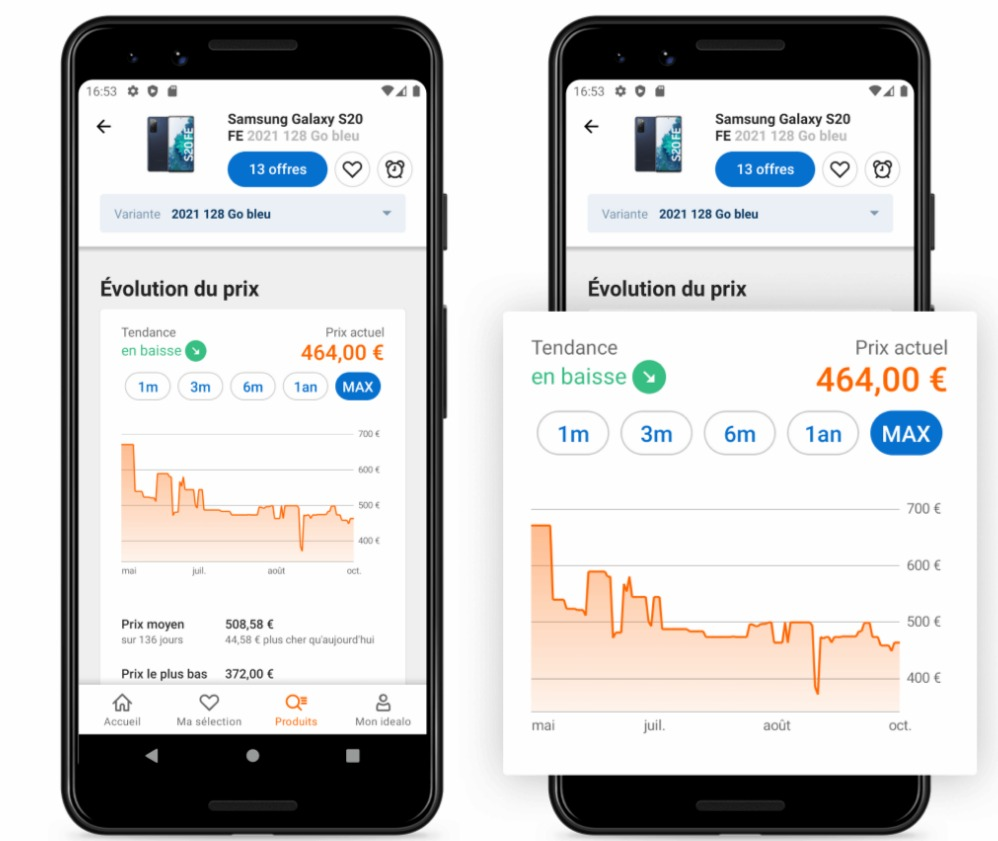 16:53
Samsung Galaxy S20
FE 2021 128 Go bleu
S20 FE
13 offres
Variante 2021 128 Go bleu
Évolution du prix
Tendance Prix actuel
en baisse 464,00 €
1m 3m 6m 1an MAX
700 €
600 €
500 €
400 €
mai juil. août oct.
Prix moyen 508,58 €
sur 136 jours 44,58 € plus cher qu'aujourd'hui
Prix le plus bas 372,00 €
Accueil Ma sélection Produits Mon idealo
16:53
Samsung Galaxy S20
FE 2021 128 Go bleu
S20 FE
13 offres
Variante 2021 128 Go bleu
Évolution du prix
Tendance Prix actuel
en baisse 464,00 €
1m 3m 6m 1an MAX
700 €
600 €
500 €
400 €
mai juil. août oct.